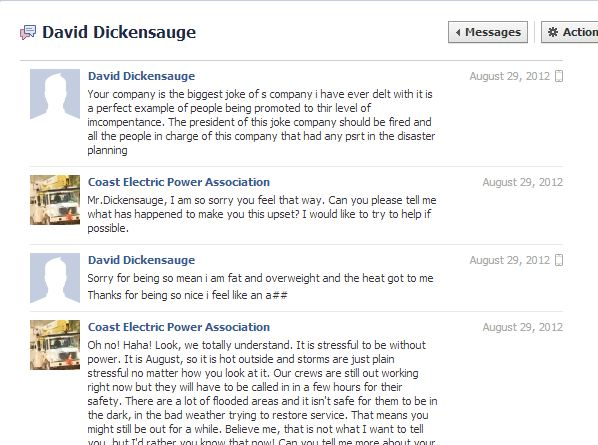 David Dickensauge
Messages
Action
David Dickensauge
August 29, 2012
Your company is the biggest joke of s company i have ever delt with it is
a perfect example of people being promoted to thir level of
imcompentance. The president of this joke company should be fired and
all the people in charge of this company that had any psrt in the disaster
planning
Coast Electric Power Association
August 29, 2012
Mr.Dickensauge, I am so sorry you feel that way. Can you please tell me
what has happened to make you this upset? I would like to try to help if
possible.
David Dickensauge
August 29, 2012
Sorry for being so mean i am fat and overweight and the heat got to me
Thanks for being so nice i feel like an a##
Coast Electric Power Association
August 29, 2012
Oh no! Haha! Look, we totally understand. It is stressful to be without
power. It is August, so it is hot outside and storms are just plain
stressful no matter how you look at it. Our crews are still out working
right now but they will have to be called in in a few hours for their
safety. There are a lot of flooded areas and it isn't safe for them to be in
the dark, in the bad weather trying to restore service. That means you
might still be out for a while. Believe me, that is not what I want to tell
you, but I'd rather you know that now! Can you tell me more about your